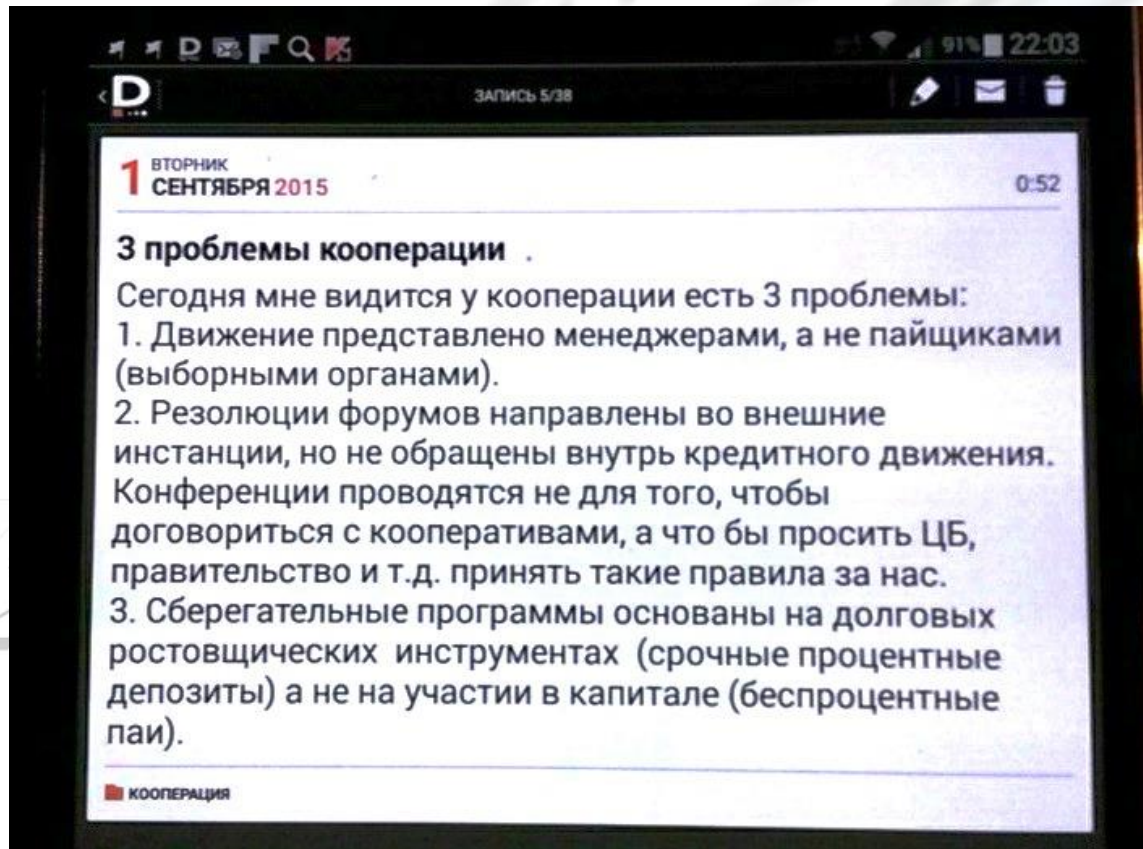 91% 22:03
D
ЗАПИСЬ 5/38
1 ВТОРНИК
СЕНТЯБРЯ 2015
0:52
3 проблемы кооперации .
Сегодня мне видится у кооперации есть 3 проблемы:
1. Движение представлено менеджерами, а не пайщиками
(выборными органами).
2. Резолюции форумов направлены во внешние
инстанции, но не обращены внутрь кредитного движения.
Конференции проводятся не для того, чтобы
договориться с кооперативами, а что бы просить ЦБ,
правительство и т.д. принять такие правила за нас.
3. Сберегательные программы основаны на долговых
ростовщических инструментах (срочные процентные
депозиты) а не на участии в капитале (беспроцентные
паи).
КООПЕРАЦИЯ